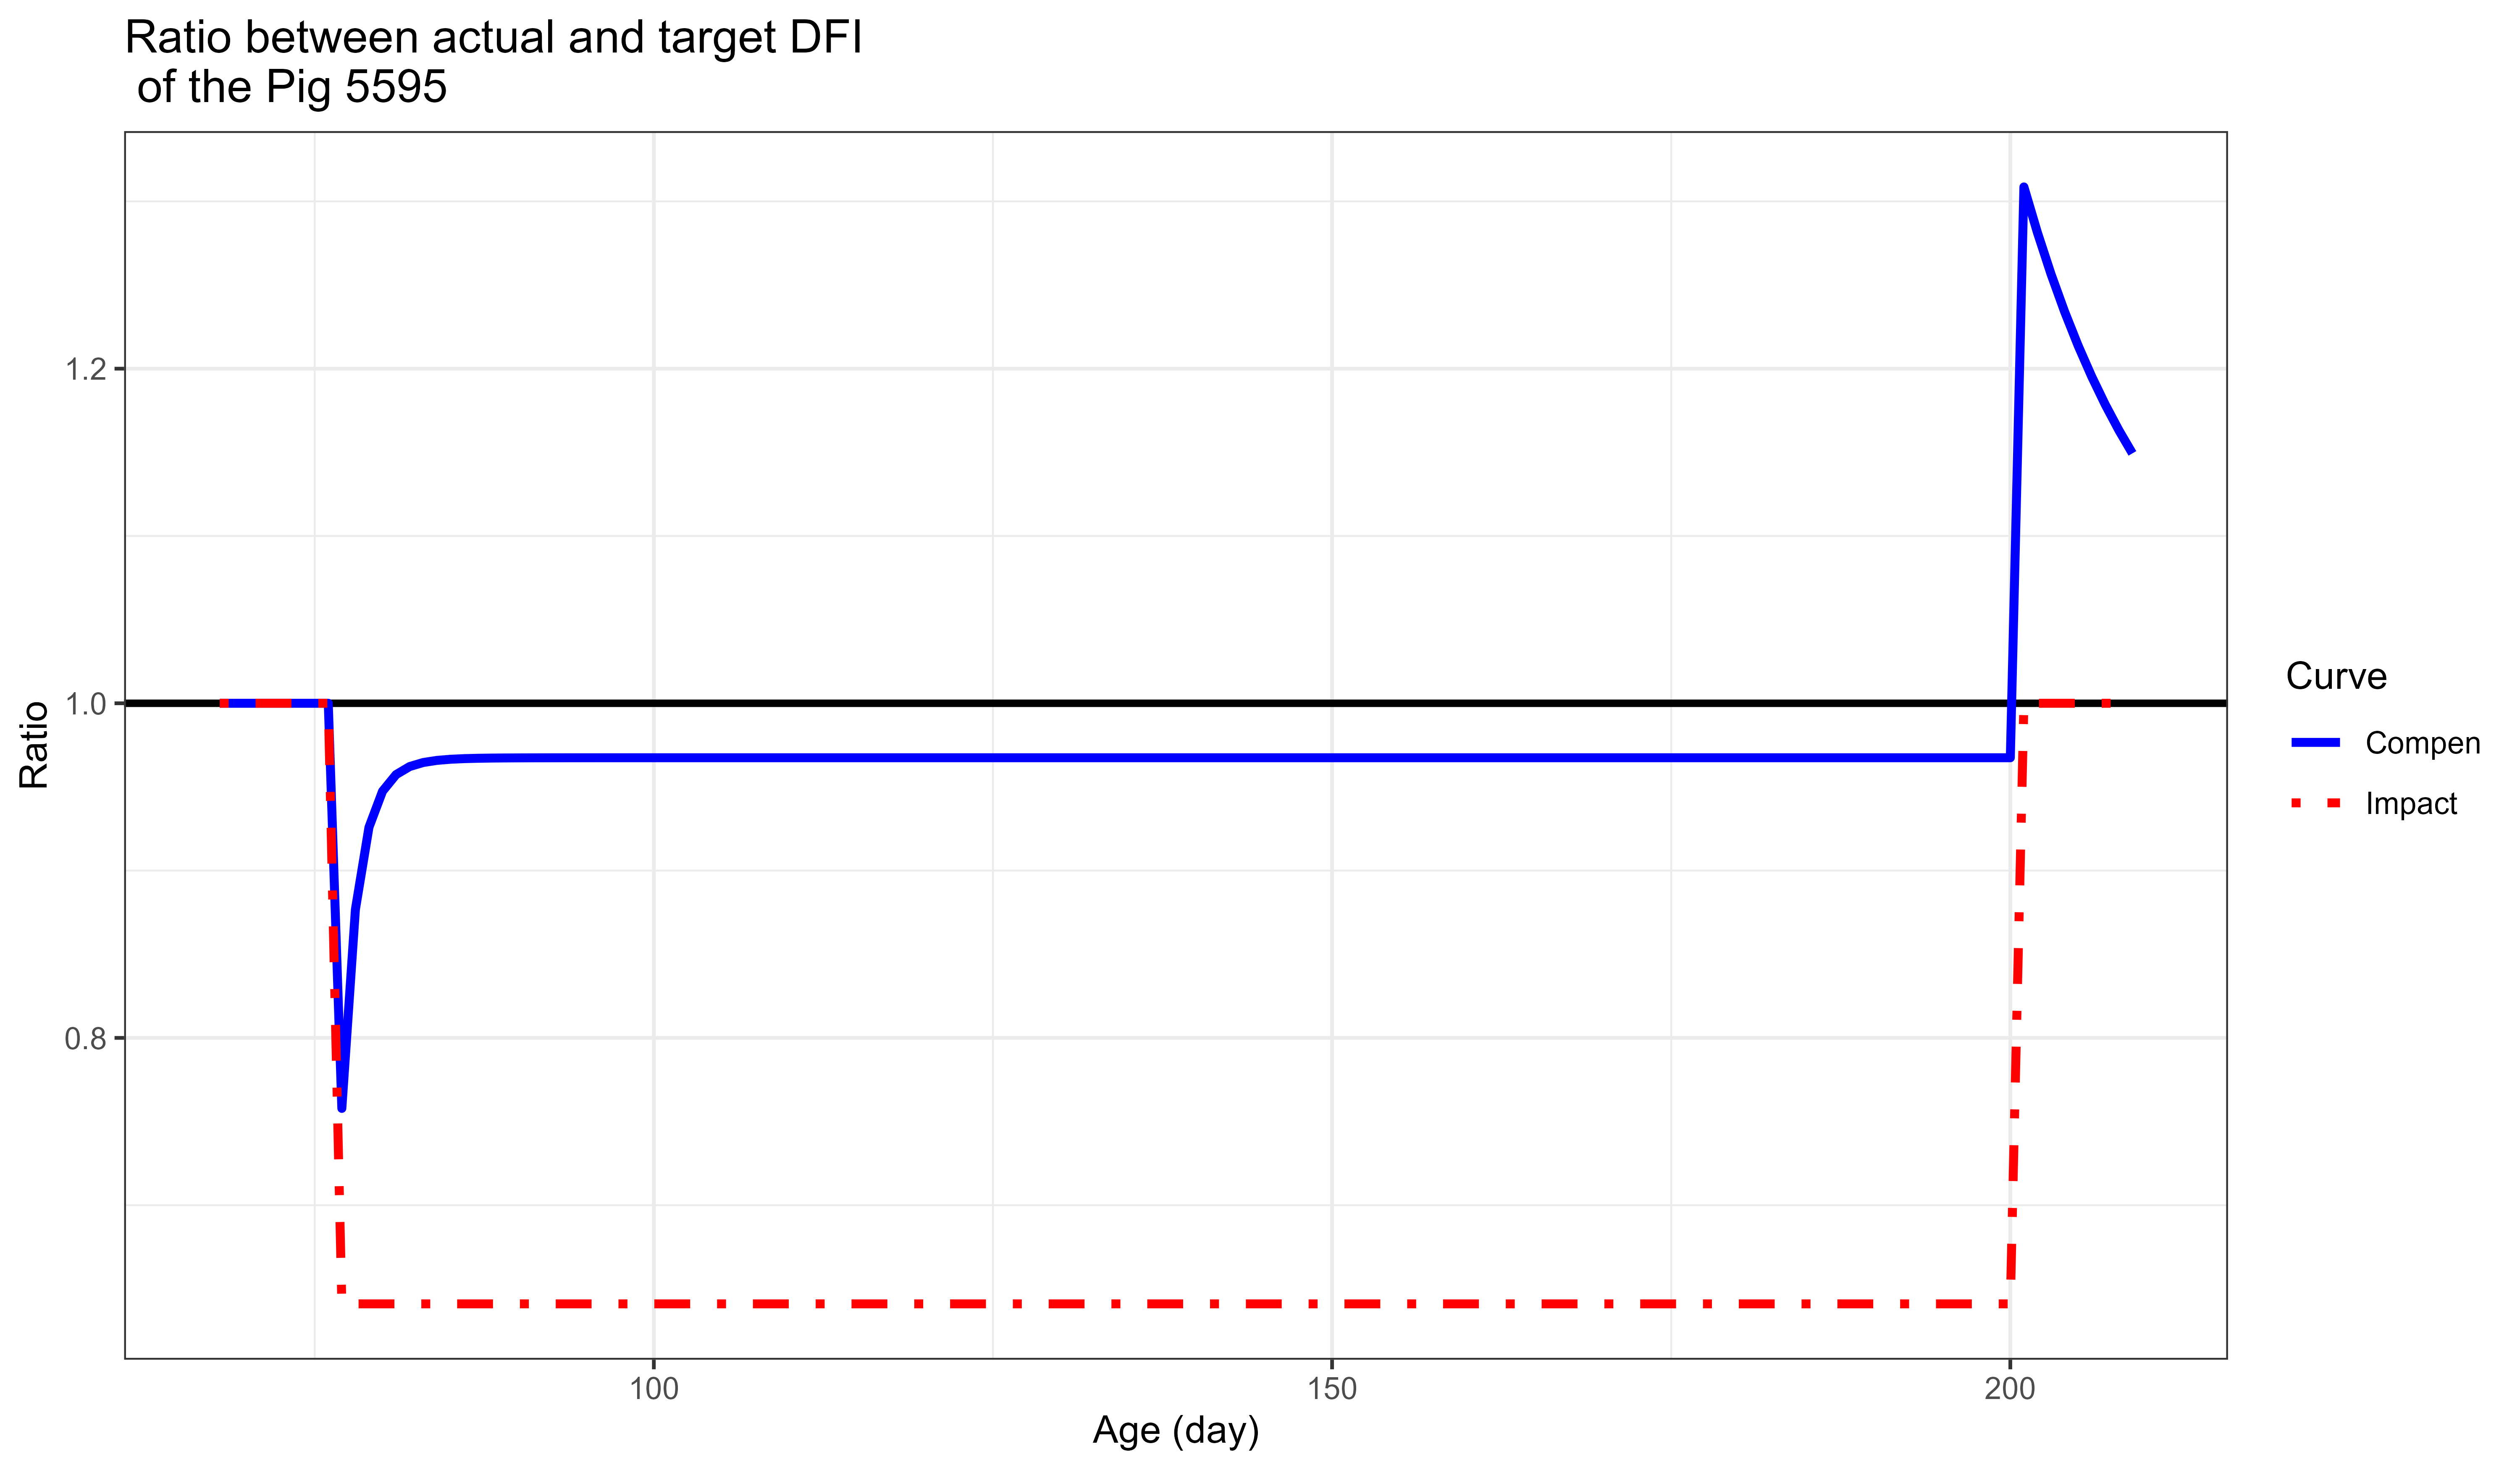 Ratio between actual and target DFI
of the Pig 5595
1.2
1.0
0.8
Ratio
100
150
200
Age (day)
Curve
Compen
Impact